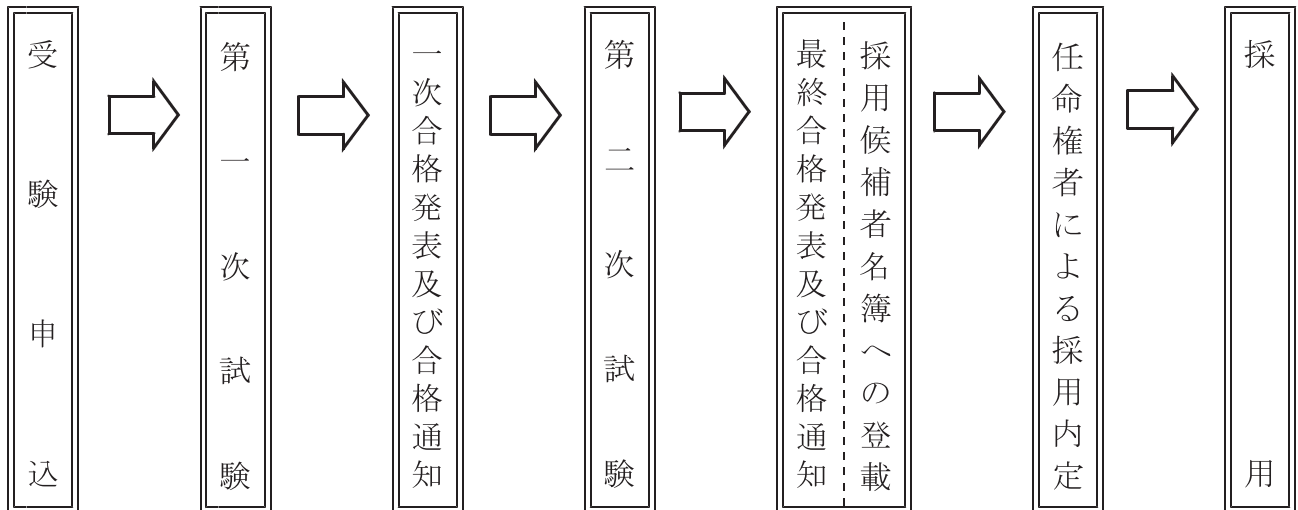 受験申込
第一次試験
一次合格発表及び合格通知
第二次試験
採用候補者名簿への登載
最終合格発表及び合格通知
任命権者による採用内定
採用